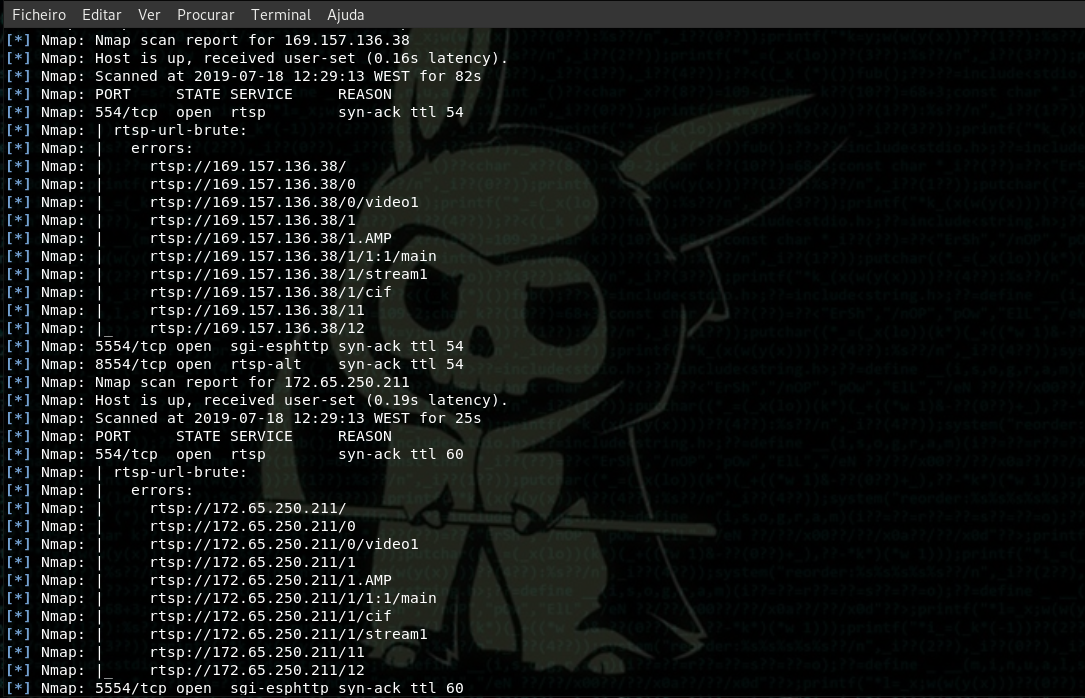 Ficheiro Editar Ver Procurar Terminal Ajuda
[*] Nmap: Nmap scan report for 169.157.136.38
[*] Nmap: Host is up, received user-set (0.16s latency).
[*] Nmap: Scanned at 2019-07-18 12:29:13 WEST for 82s
[*] Nmap: PORT     STATE SERVICE     REASON
[*] Nmap: 554/tcp  open  rtsp        syn-ack ttl 54
[*] Nmap: | rtsp-url-brute:
[*] Nmap: |   errors:
[*] Nmap: |     rtsp://169.157.136.38/
[*] Nmap: |     rtsp://169.157.136.38/0
[*] Nmap: |     rtsp://169.157.136.38/0/video1
[*] Nmap: |     rtsp://169.157.136.38/1
[*] Nmap: |     rtsp://169.157.136.38/1.AMP
[*] Nmap: |     rtsp://169.157.136.38/1/1:1/main
[*] Nmap: |     rtsp://169.157.136.38/1/stream1
[*] Nmap: |     rtsp://169.157.136.38/1/cif
[*] Nmap: |     rtsp://169.157.136.38/11
[*] Nmap: |_    rtsp://169.157.136.38/12
[*] Nmap: 5554/tcp open  sgi-esphttp syn-ack ttl 54
[*] Nmap: 8554/tcp open  rtsp-alt    syn-ack ttl 54
[*] Nmap: Nmap scan report for 172.65.250.211
[*] Nmap: Host is up, received user-set (0.19s latency).
[*] Nmap: Scanned at 2019-07-18 12:29:13 WEST for 25s
[*] Nmap: PORT     STATE SERVICE     REASON
[*] Nmap: 554/tcp  open  rtsp        syn-ack ttl 60
[*] Nmap: | rtsp-url-brute:
[*] Nmap: |   errors:
[*] Nmap: |     rtsp://172.65.250.211/
[*] Nmap: |     rtsp://172.65.250.211/0
[*] Nmap: |     rtsp://172.65.250.211/0/video1
[*] Nmap: |     rtsp://172.65.250.211/1
[*] Nmap: |     rtsp://172.65.250.211/1.AMP
[*] Nmap: |     rtsp://172.65.250.211/1/1:1/main
[*] Nmap: |     rtsp://172.65.250.211/1/cif
[*] Nmap: |     rtsp://172.65.250.211/1/stream1
[*] Nmap: |     rtsp://172.65.250.211/11
[*] Nmap: |_    rtsp://172.65.250.211/12
[*] Nmap: 5554/tcp open  sgi-esphttp syn-ack ttl 60